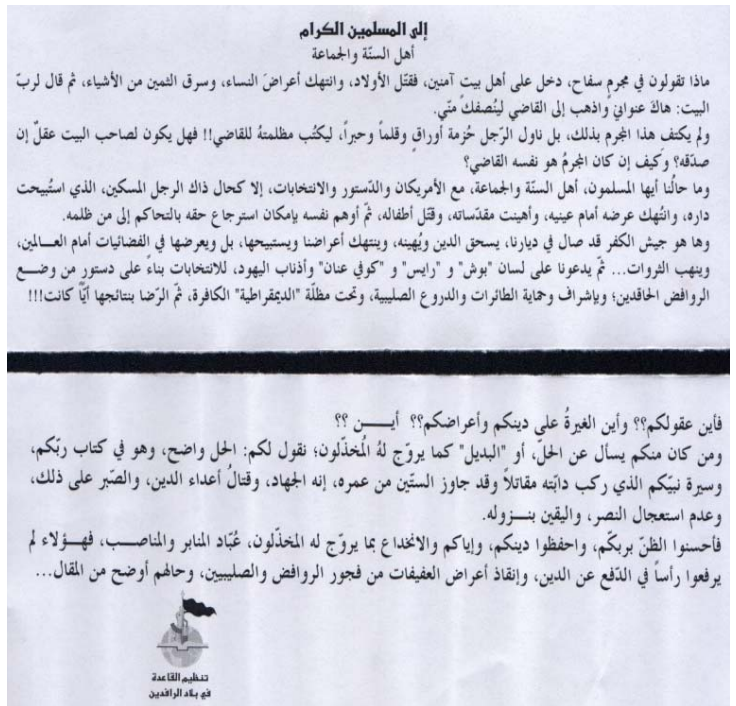 إلى المسلمين الكرام
أهل السنّة والجماعة
ماذا تقولون في مجرمٍ سفاح، دخل على أهل بيت آمنين، فقتّل الأولاد، وانتهك أعراضَ النساء، وسرق الثمين من الأشياء، ثم قال لربّ
البيت: هاكَ عنواني واذهب إلى القاضي ليُنصفك منّي.
ولم يكتفِ هذا المجرم بذلك، بل ناول الرّجل حُزمة أوراقٍ وقلماً وحبراً، ليكتُب مظلمتهُ للقاضي!! فهل يكون لصاحب البيت عقلٌ إن
صدّقه؟ وكيف إن كان المجرمُ هو نفسه القاضي؟
وما حالُنا أيها المسلمون، أهل السنّة والجماعة، مع الأمريكان والدّستور والانتخابات، إلا كحال ذاك الرجل المسكين، الذي استُبيحت
داره، وانتُهك عرضه أمام عينيه، وأهينت مقدّساته، وقتّل أطفاله، ثمّ أوهم نفسه بإمكان استرجاع حقه بالتحاكم إلى من ظلمه.
وها هو جيش الكفر قد صال في ديارنا، يسحق الدين ويُهينه، وينتهك أعراضنا ويستبيحها، بل ويعرضها في الفضائيات أمام العـــالمين،
وينهب الثروات... ثمّ يدعونا على لسان "بوش" و "رايس" و "كوفي عنان" وأذناب اليهود، للانتخابات بناءً على دستور من وضـــع
الروافض الحاقدين؛ وبإشراف وحماية الطائرات والدروع الصليبية، وتحت مظلّة "الديمقراطية" الكافرة، ثمّ الرّضا بنتائجها أيّاً كانت!!!
فأين عقولكم؟؟ وأين الغيرةُ على دينكم وأعراضكم؟؟ أيـــــن ؟؟
ومن كان منكم يسأل عن الحلّ، أو "البديل" كما يروّج لهُ المُخذّلون؛ نقول لكم: الحل واضح، وهو في كتاب ربّكم،
وسيرة نبيّكم الذي ركب دابّته مقاتلاً وقد جاوز الستّين من عمره، إنه الجهاد، وقتالُ أعداء الدين، والصّبر على ذلك،
وعدم استعجال النصر، واليقين بنـــزوله.
فأحسنوا الظنّ بربكّم، واحفظوا دينكم، وإياكم والانخداع بما يروّج له المخذّلون، عُبّاد المنابر والمناصـــب، فهـــؤلاء لم
يرفعوا رأساً في الدّفع عن الدين، وإنقاذ أعراض العفيفات من فجور الروافض والصليبيين، وحالهم أوضح من المقال...
تنظيم القاعدة
في بلاد الرافدين